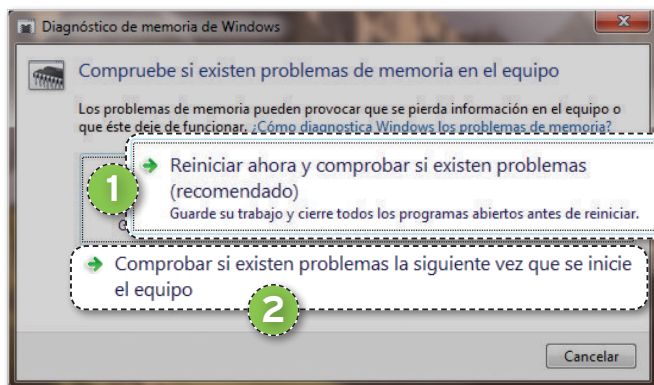 Diagnóstico de memoria de Windows
Compruebe si existen problemas de memoria en el equipo
Los problemas de memoria pueden provocar que se pierda información en el equipo o
que éste deje de funcionar. ¿Cómo diagnostica Windows los problemas de memoria?
1
Reiniciar ahora y comprobar si existen problemas
(recomendado)
Guarde su trabajo y cierre todos los programas abiertos antes de reiniciar.
Comprobar si existen problemas la siguiente vez que se inicie
el equipo
2
Cancelar